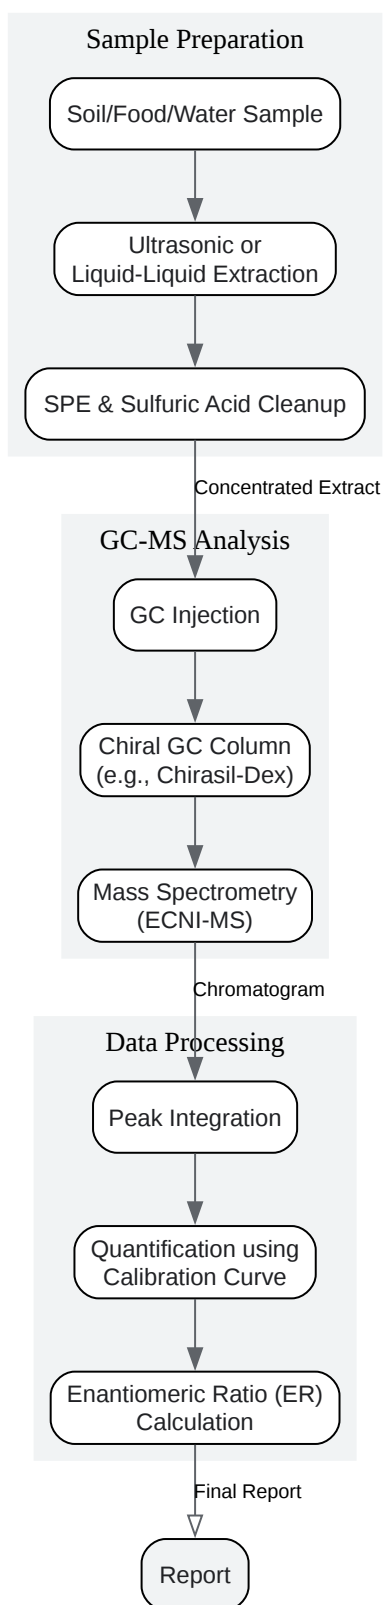 Sample Preparation
Soil/Food/Water Sample
Ultrasonic or
Liquid-Liquid Extraction
SPE & Sulfuric Acid Cleanup
Concentrated Extract
GC-MS Analysis
GC Injection
Chiral GC Column
(e.g., Chirasil-Dex)
Mass Spectrometry
(ECNI-MS)
Chromatogram
Data Processing
Peak Integration
Quantification using
Calibration Curve
Enantiomeric Ratio (ER)
Calculation
Final Report
Report